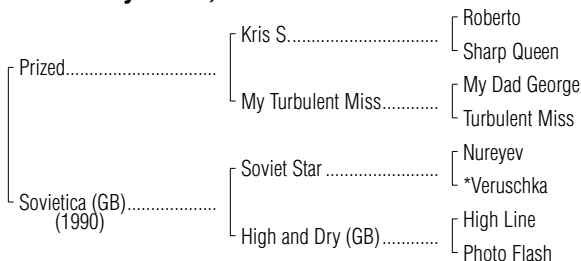 Roberto
Kris S.
Sharp Queen
Prized
My Dad George
My Turbulent Miss
Turbulent Miss
Nureyev
Soviet Star
*Veruschka
Sovietica (GB)
(1990)
High Line
High and Dry (GB)
Photo Flash